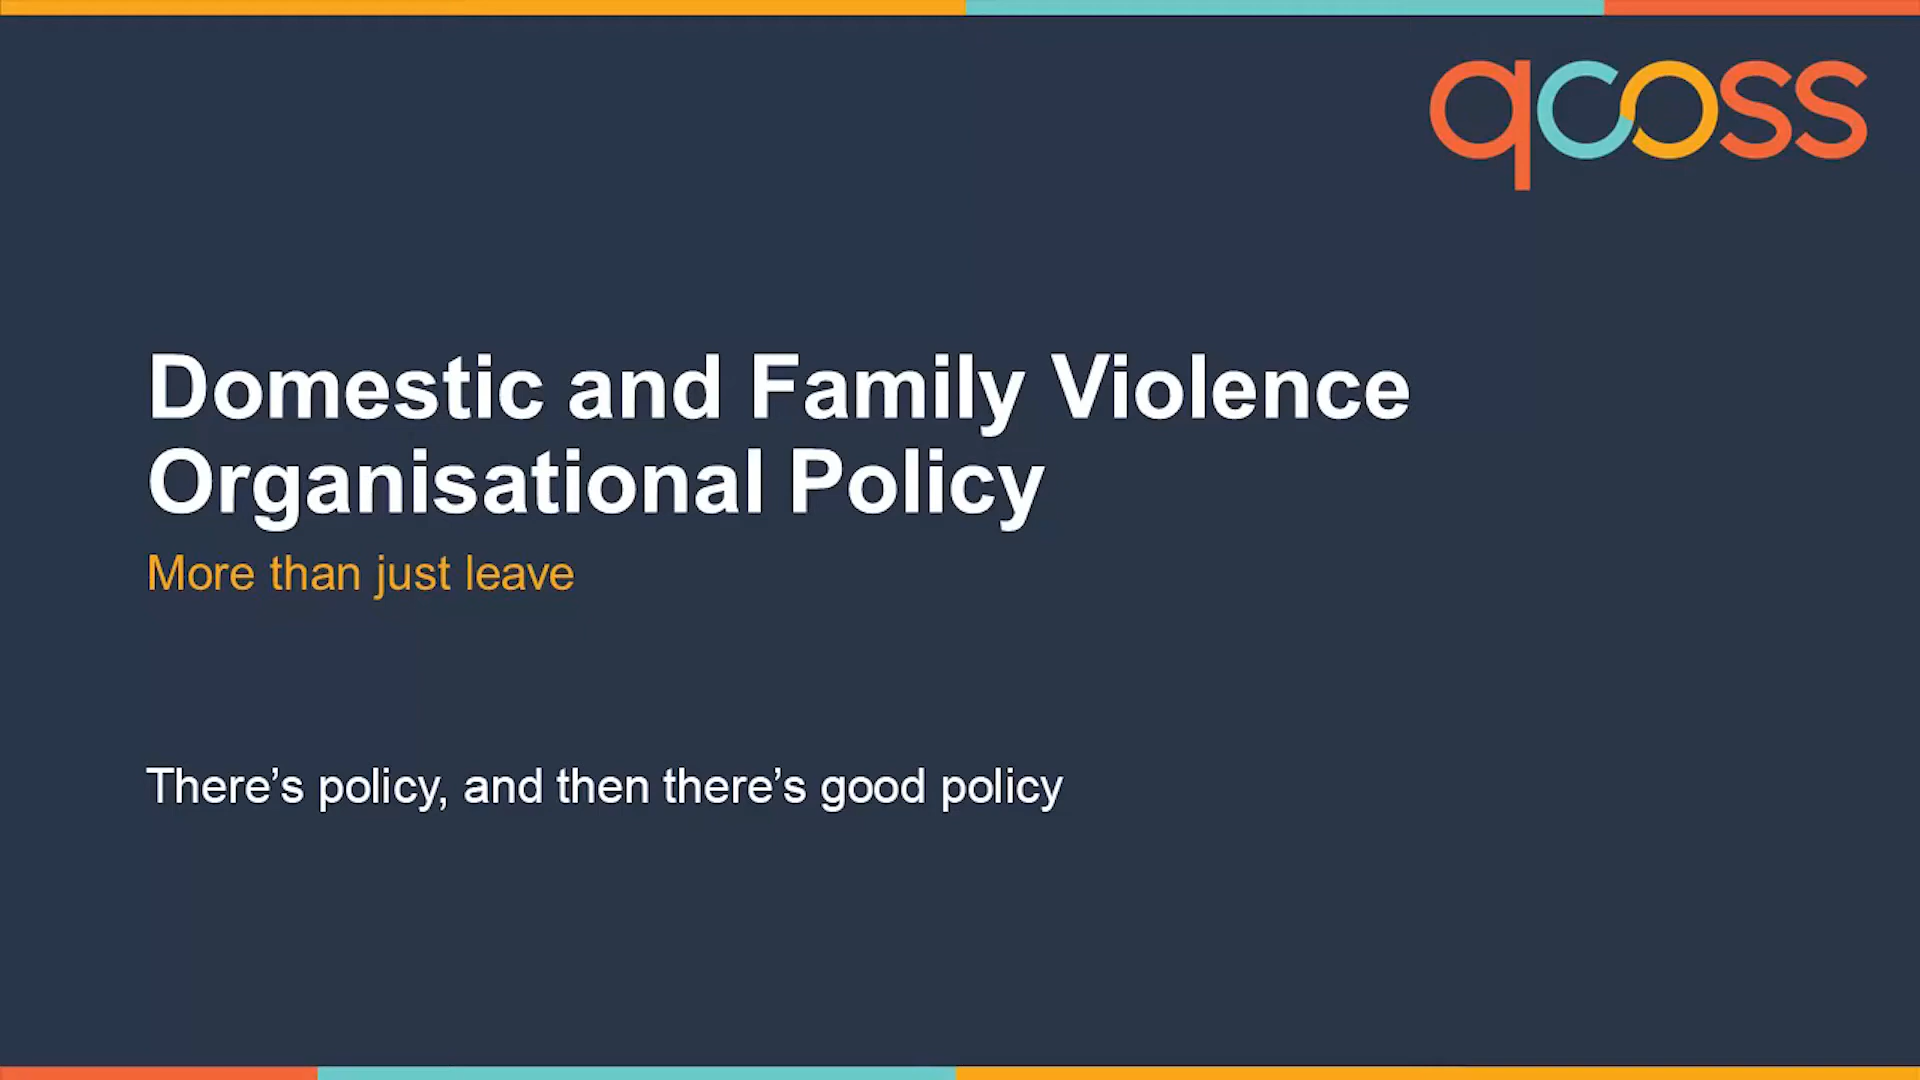 qcoss
Domestic and Family Violence
Organisational Policy
More than just leave
There’s policy, and then there’s good policy